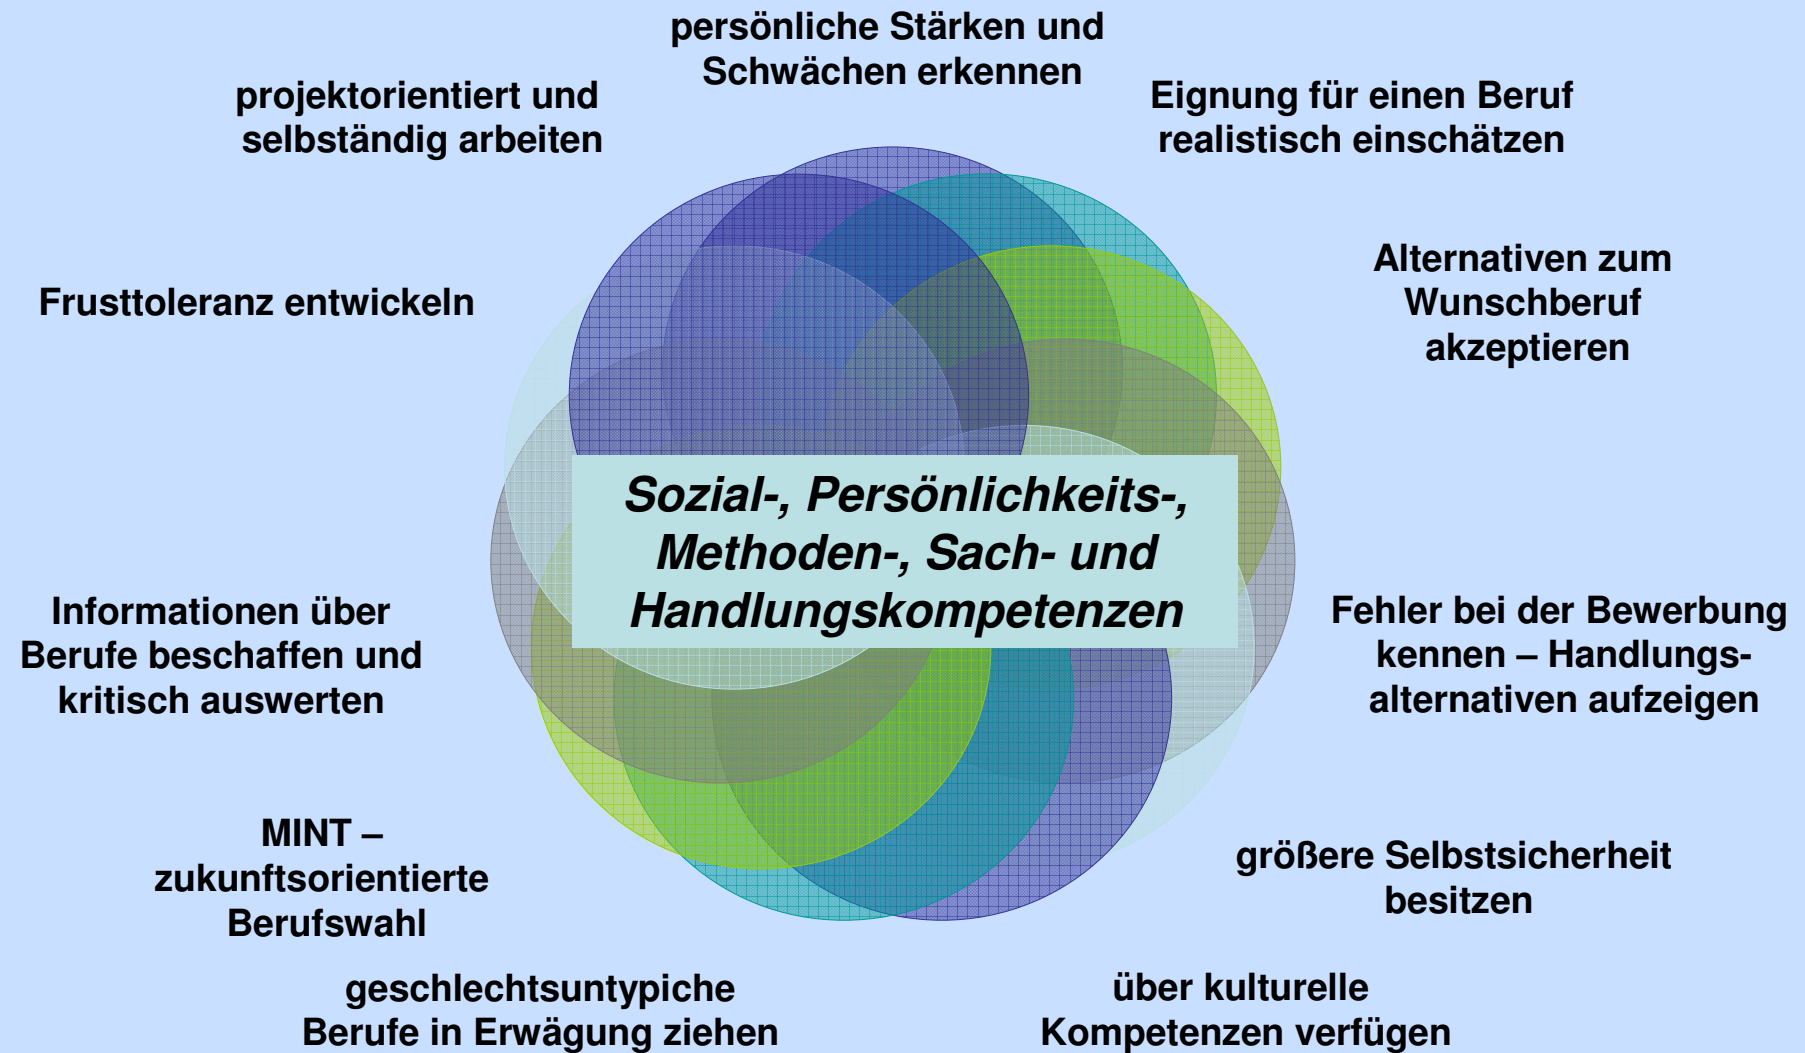 persönliche Stärken und
Schwächen erkennen
Eignung für einen Beruf
realistisch einschätzen
Alternativen zum
Wunschberuf
akzeptieren
Fehler bei der Bewerbung
kennen – Handlungs-
alternativen aufzeigen
größere Selbstsicherheit
besitzen
über kulturelle
Kompetenzen verfügen
geschlechtsuntypiche
Berufe in Erwägung ziehen
MINT –
zukunftsorientierte
Berufswahl
Informationen über
Berufe beschaffen und
kritisch auswerten
Frusttoleranz entwickeln
projektorientiert und
selbständig arbeiten
Sozial-, Persönlichkeits-,
Methoden-, Sach- und
Handlungskompetenzen